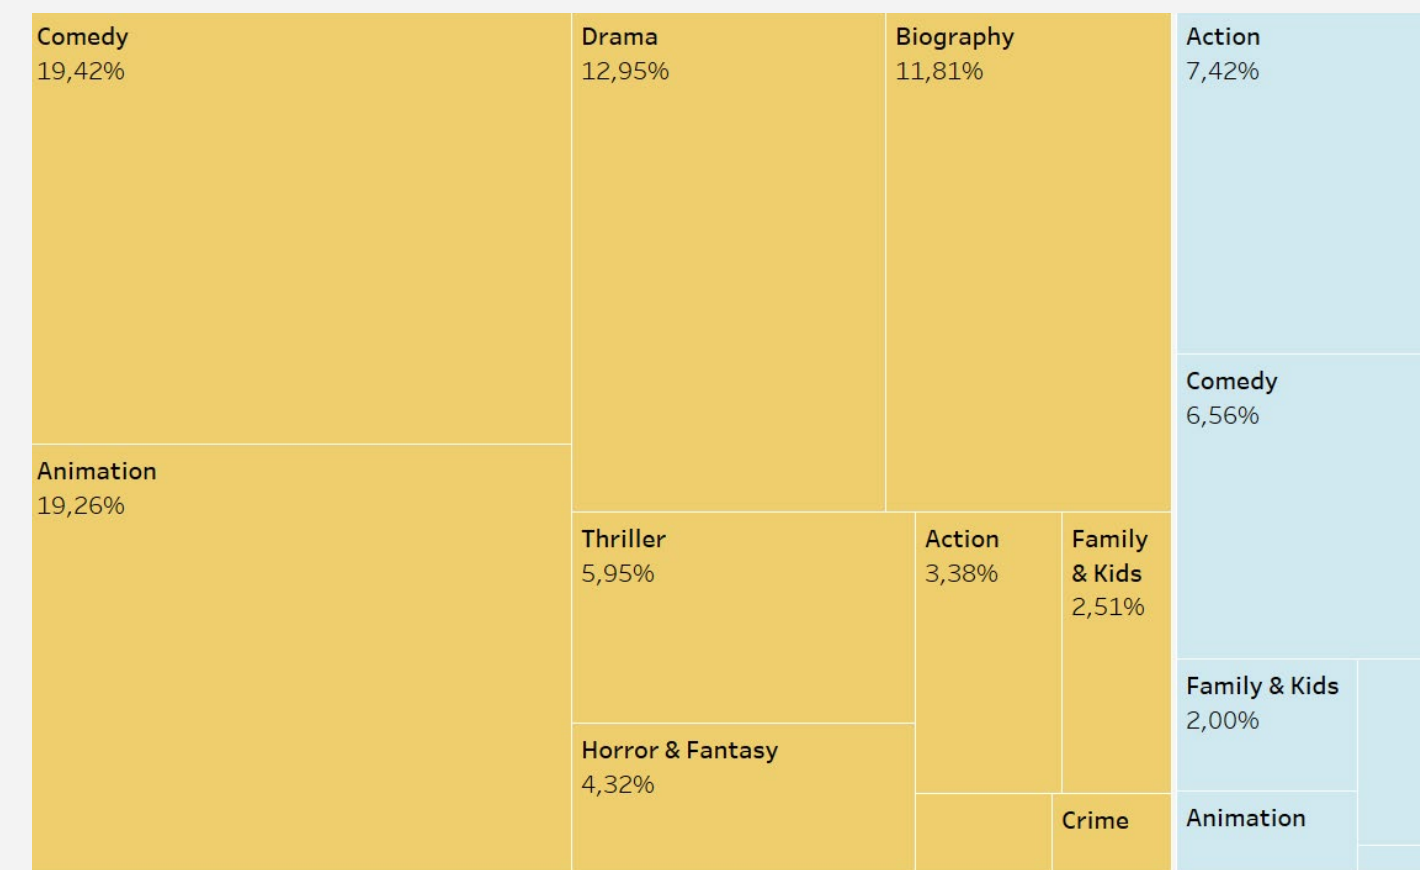 Comedy
19,42%
Drama
12,95%
Biography
11,81%
Action
7,42%
Comedy
6,56%
Animation
19,26%
Thriller
5,95%
Action
3,38%
Family
& Kids
2,51%
Family & Kids
2,00%
Horror & Fantasy
4,32%
Crime
Animation